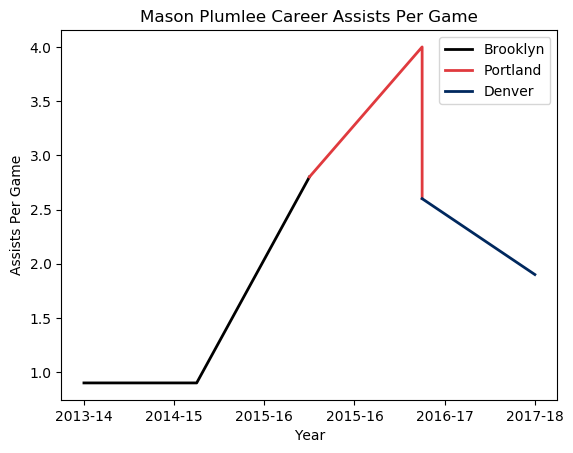 Mason Plumlee Career Assists Per Game
Brooklyn
Portland
Denver
Assists Per Game
4.0
3.5
3.0
2.5
2.0
1.5
1.0
2013-14 2014-15 2015-16 2015-16 2016-17 2017-18
Year